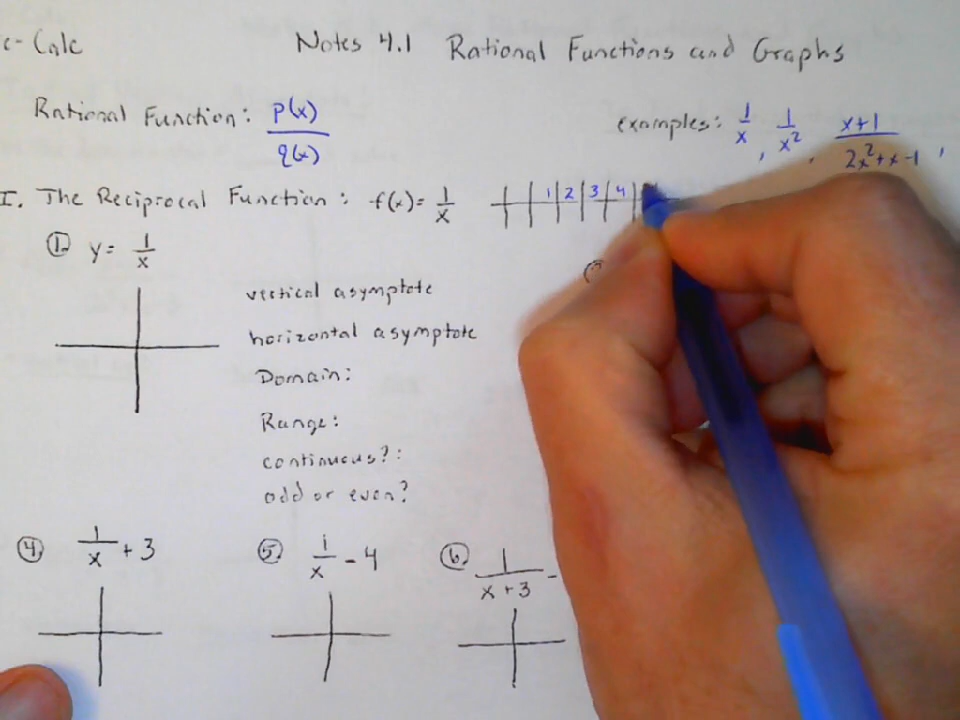 c-Calc Notes 4.1 Rational Functions and Graphs
Rational Function: p(x)/q(x) examples: 1/x, 1/x², x+1/2x²+x-1,
I. The Reciprocal Function: f(x)= 1/x 1 2 3 4
① y= 1/x
vertical asymptote
horizontal asymptote
Domain:
Range:
continuous?:
odd or even?
④ 1/x + 3 ⑤ 1/x - 4 ⑥ 1/x+3 -